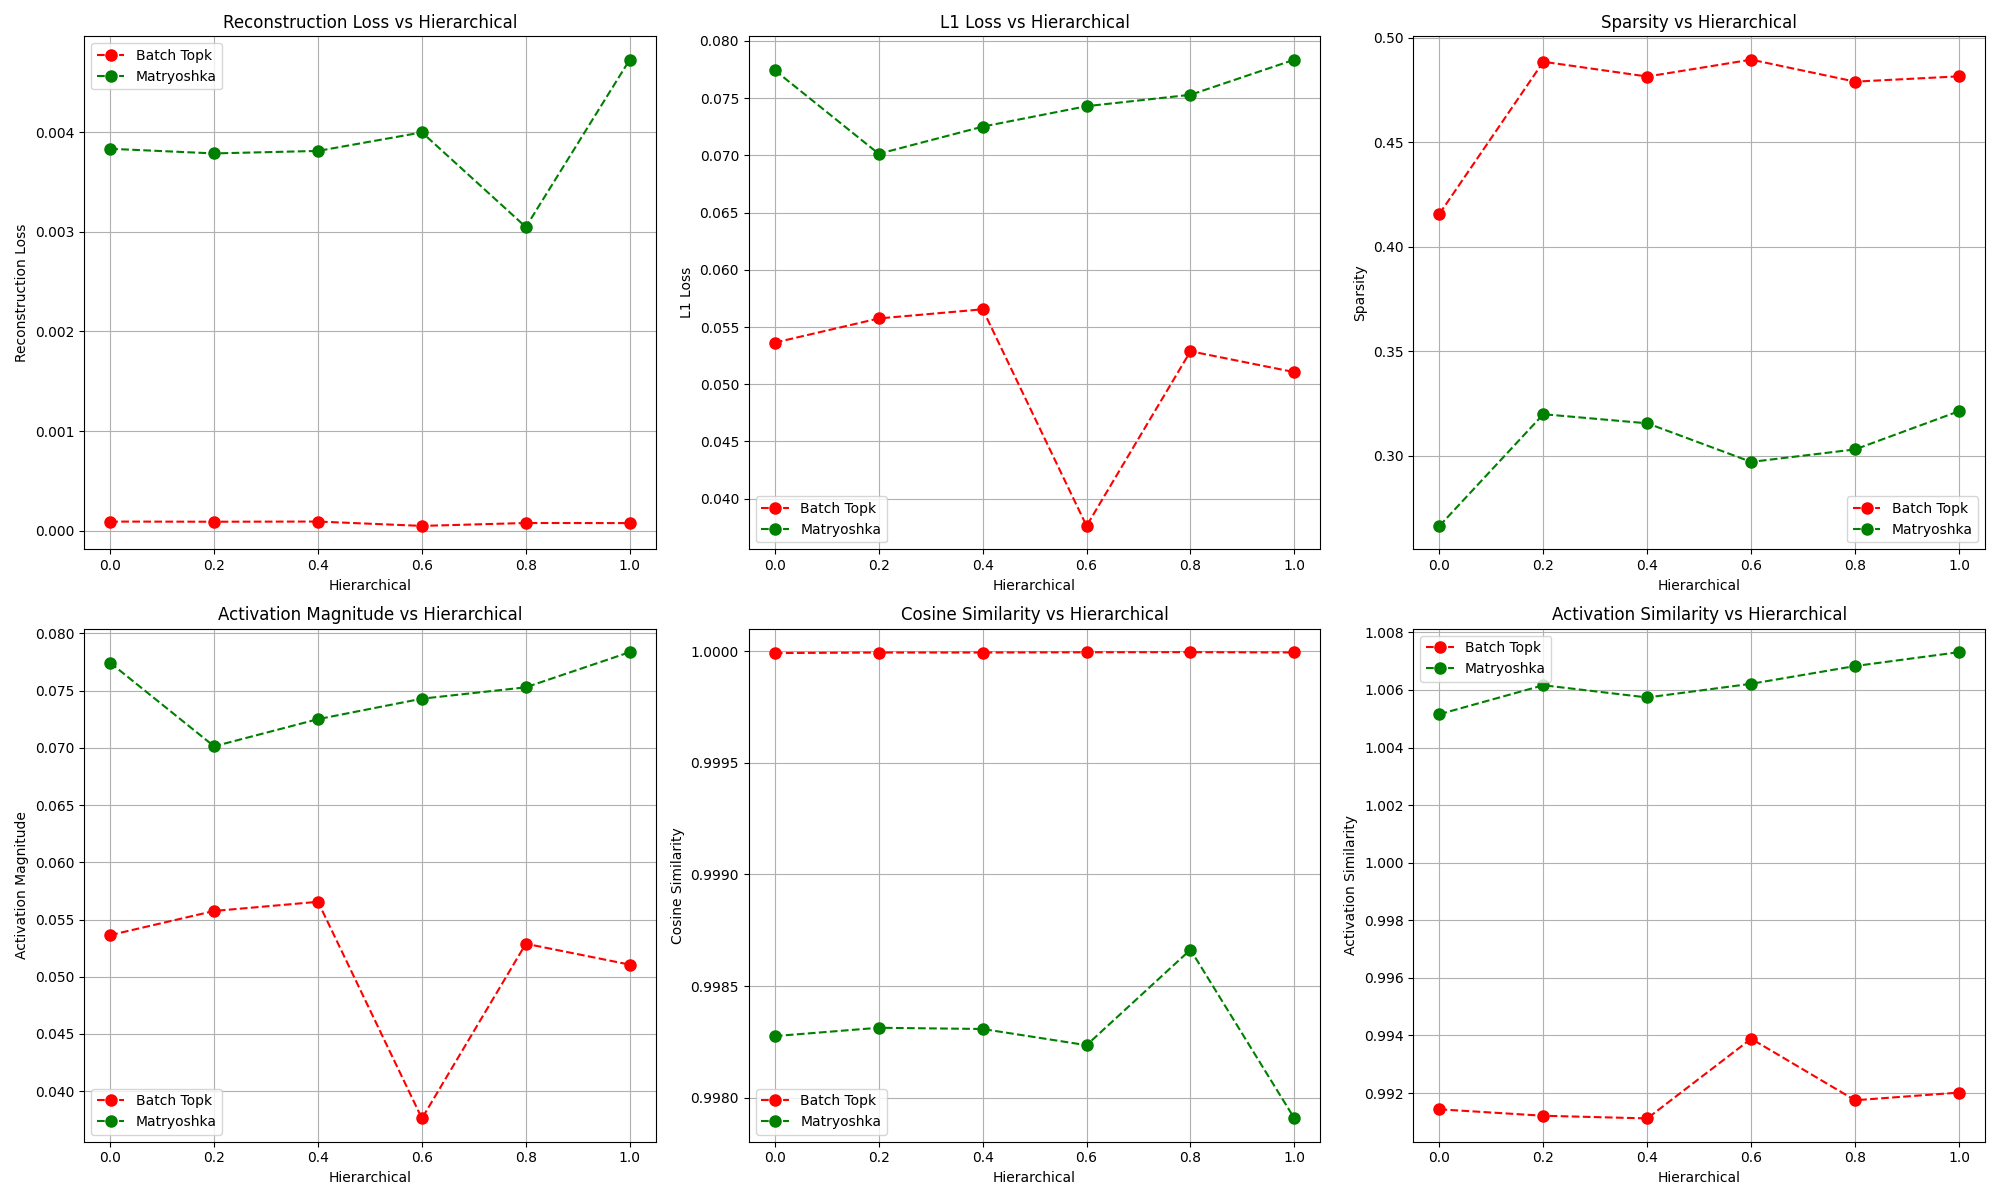 Reconstruction Loss vs Hierarchical
Reconstruction Loss
0.004
0.003
0.002
0.001
0.000
Batch Topk
Matryoshka
0.0 0.2 0.4 0.6 0.8 1.0
Hierarchical
L1 Loss vs Hierarchical
L1 Loss
0.080
0.075
0.070
0.065
0.060
0.055
0.050
0.045
0.040
Batch Topk
Matryoshka
0.0 0.2 0.4 0.6 0.8 1.0
Hierarchical
Sparsity vs Hierarchical
Sparsity
0.50
0.45
0.40
0.35
0.30
Batch Topk
Matryoshka
0.0 0.2 0.4 0.6 0.8 1.0
Hierarchical
Activation Magnitude vs Hierarchical
Activation Magnitude
0.080
0.075
0.070
0.065
0.060
0.055
0.050
0.045
0.040
Batch Topk
Matryoshka
0.0 0.2 0.4 0.6 0.8 1.0
Hierarchical
Cosine Similarity vs Hierarchical
Cosine Similarity
1.0000
0.9995
0.9990
0.9985
0.9980
Batch Topk
Matryoshka
0.0 0.2 0.4 0.6 0.8 1.0
Hierarchical
Activation Similarity vs Hierarchical
Activation Similarity
1.008
1.006
1.004
1.002
1.000
0.998
0.996
0.994
0.992
Batch Topk
Matryoshka
0.0 0.2 0.4 0.6 0.8 1.0
Hierarchical